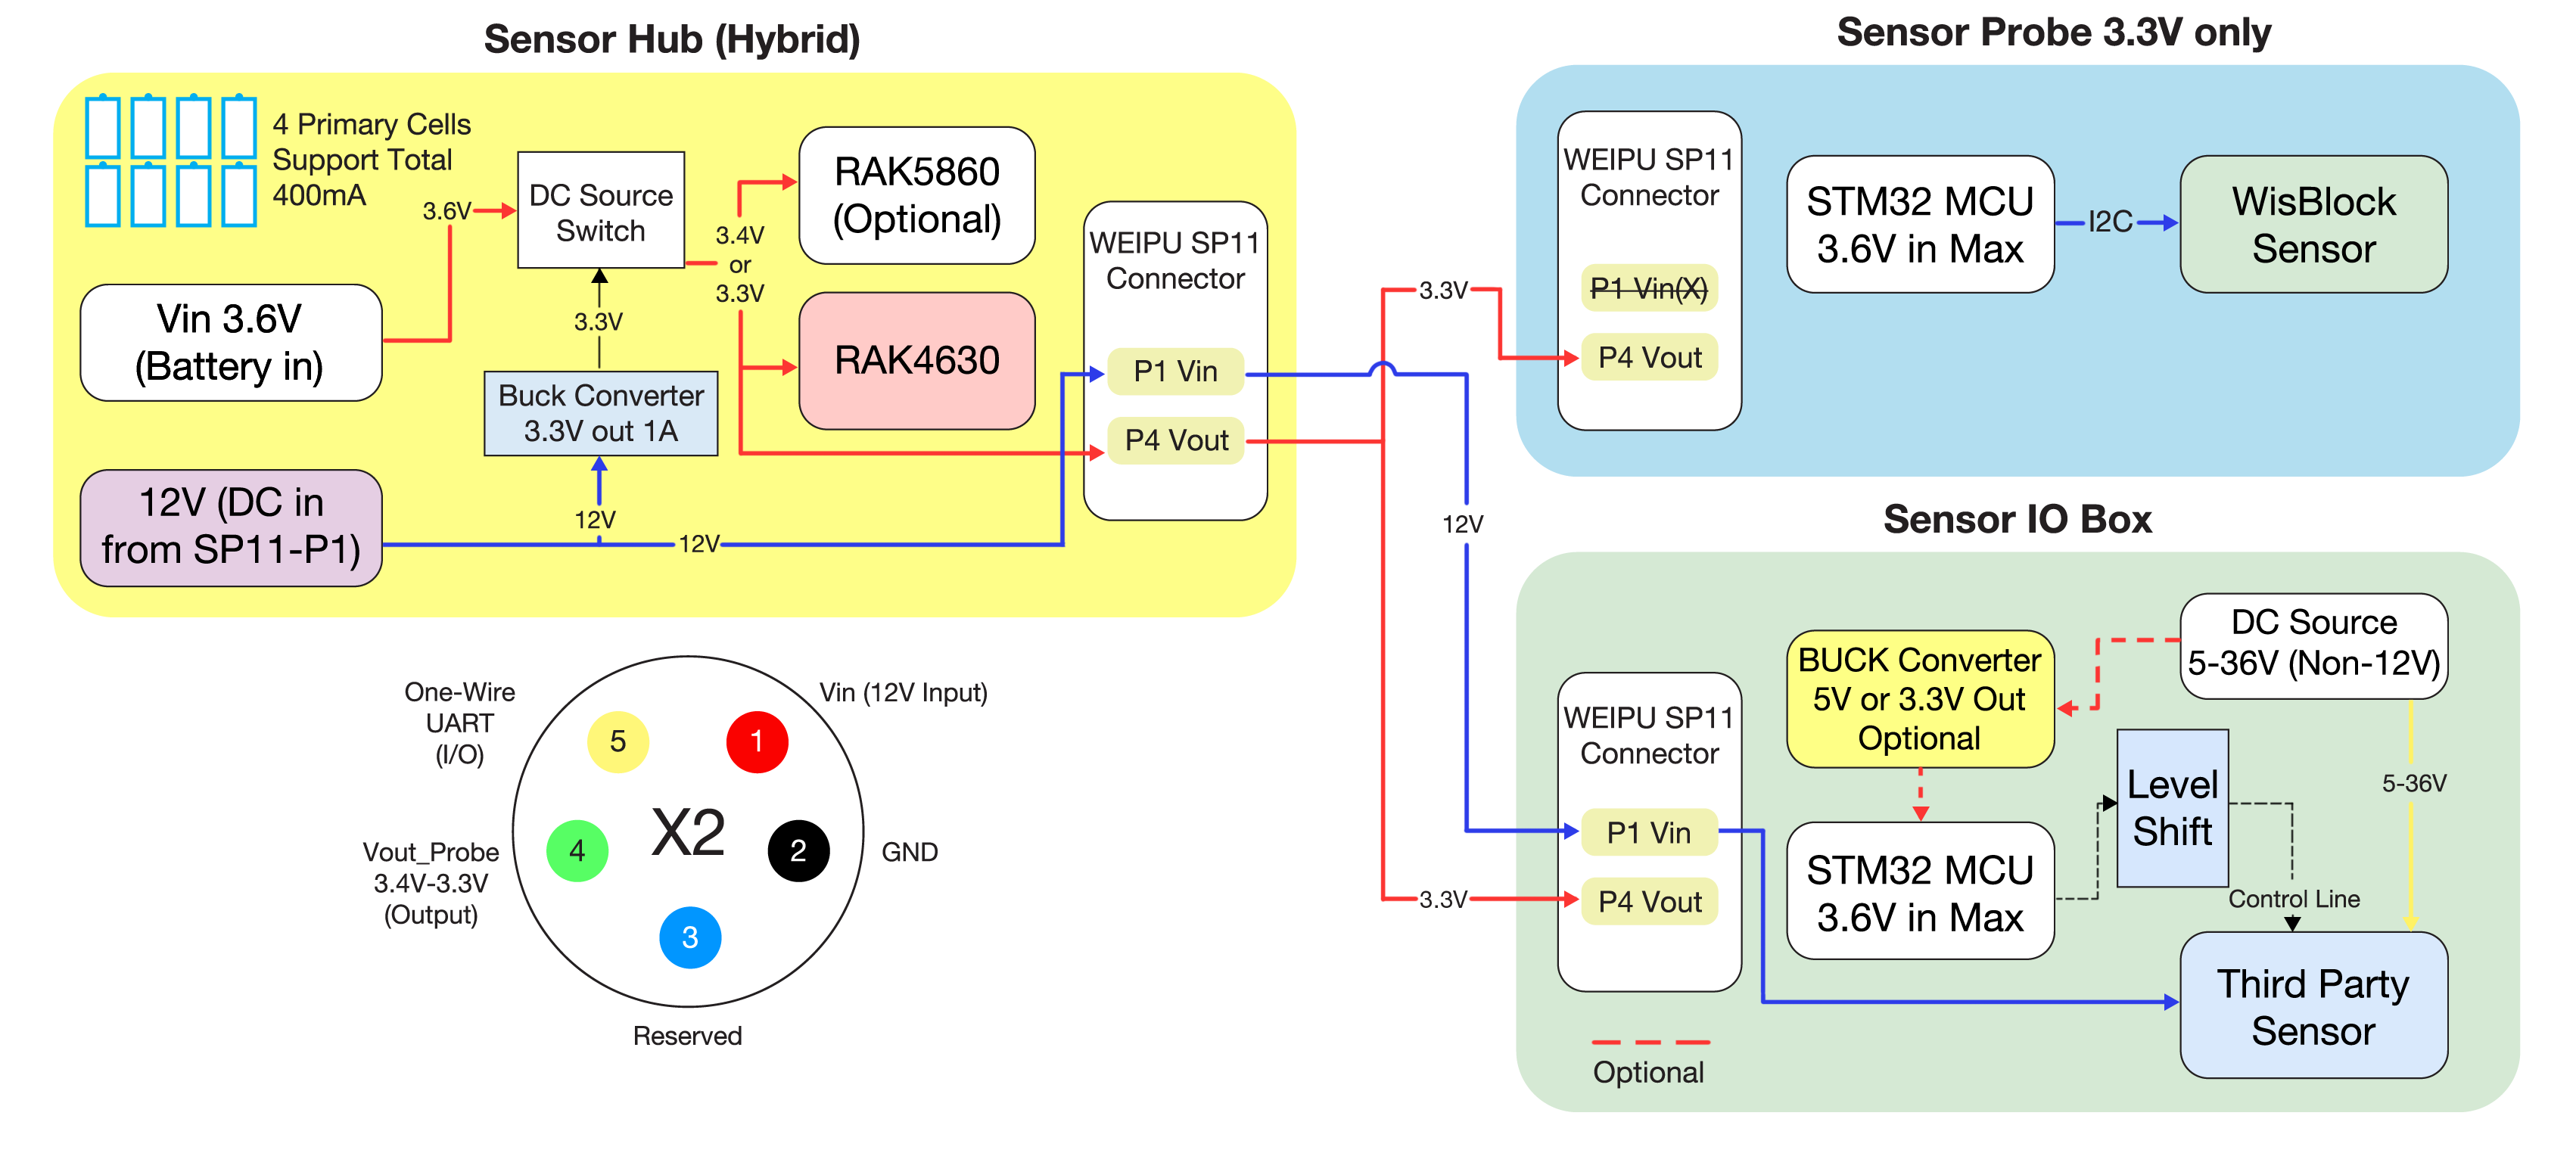 Sensor Hub (Hybrid)
4 Primary Cells
Support Total
400mA
3.6V
DC Source
Switch
Vin 3.6V
(Battery in)
3.3V
Buck Converter
3.3V out 1A
12V (DC in
from SP11-P1)
12V
12V
3.4V
or
3.3V
RAK5860
(Optional)
RAK4630
WEIPU SP11
Connector
P1 Vin
P4 Vout
3.3V
12V
3.3V
Sensor Probe 3.3V only
WEIPU SP11
Connector
P1 Vin(X)
P4 Vout
STM32 MCU
3.6V in Max
I2C
WisBlock
Sensor
Sensor IO Box
WEIPU SP11
Connector
P1 Vin
P4 Vout
BUCK Converter
5V or 3.3V Out
Optional
STM32 MCU
3.6V in Max
DC Source
5-36V (Non-12V)
Level
Shift
5-36V
Control Line
Third Party
Sensor
Optional
One-Wire
UART
(I/O)
Vin (12V Input)
5
1
X2
4
2
3
Vout_Probe
3.4V-3.3V
(Output)
GND
Reserved